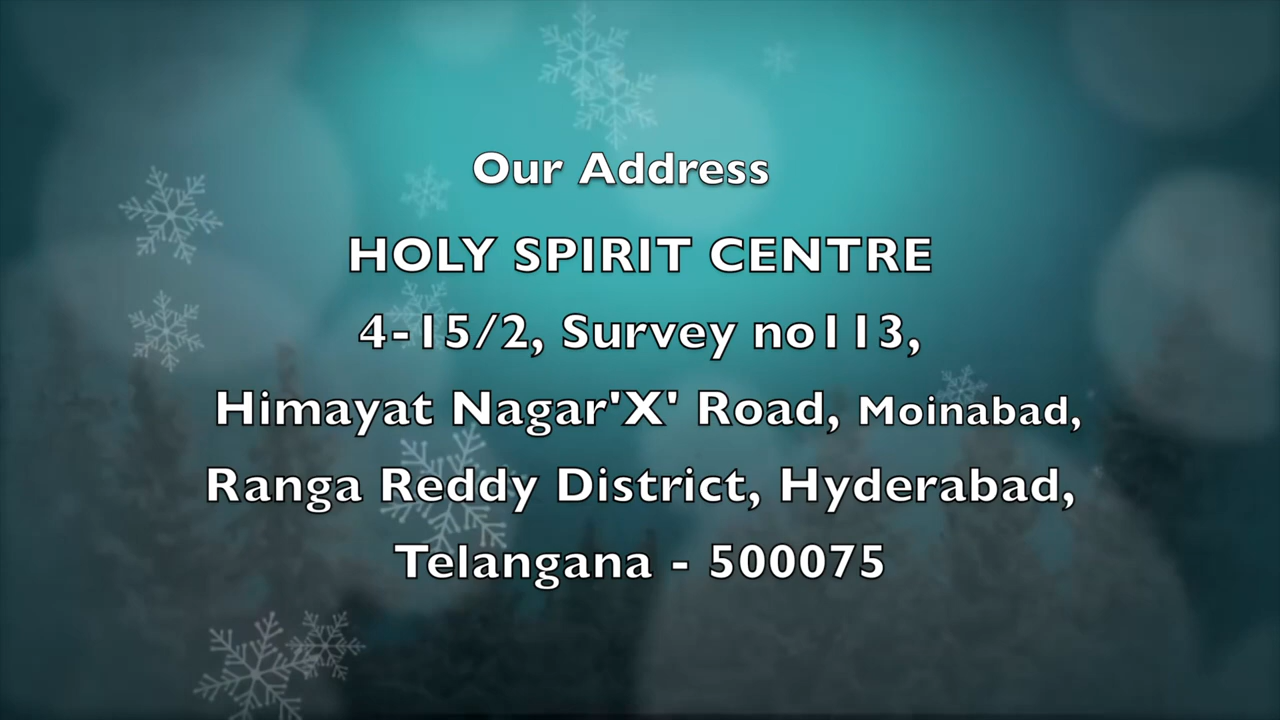 Our Address
HOLY SPIRIT CENTRE
4-15/2, Survey no113,
Himayat Nagar'X' Road, Moinabad,
Ranga Reddy District, Hyderabad,
Telangana - 500075